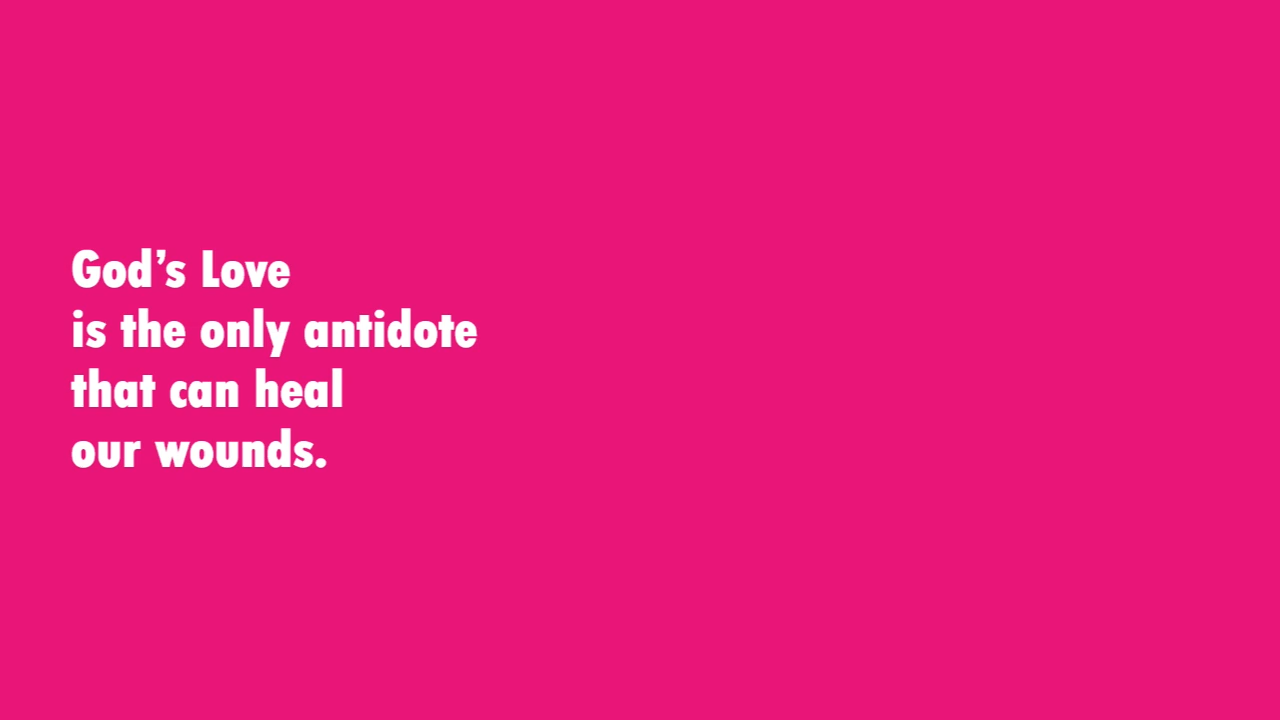 God’s Love
is the only antidote
that can heal
our wounds.